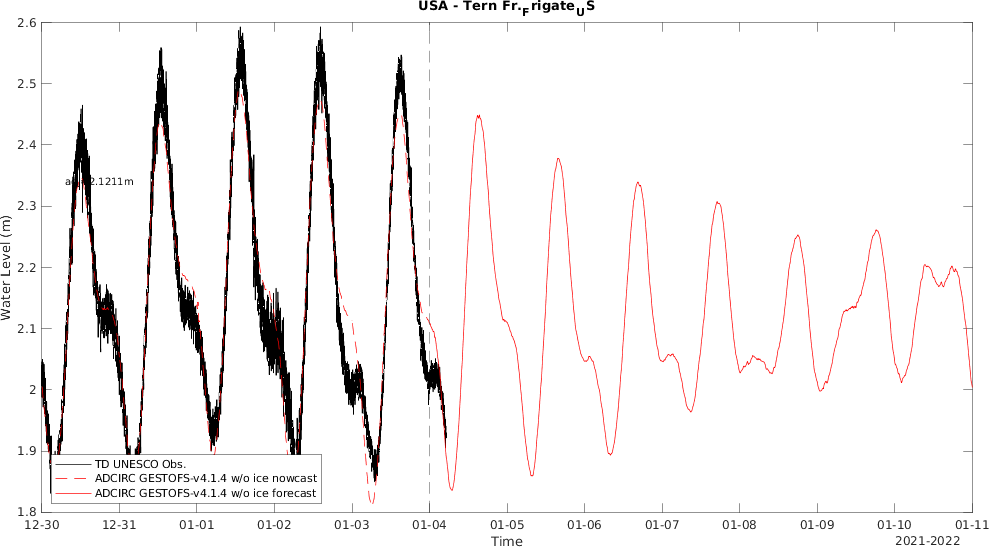 USA - Tern Fr.FrigateUS
2.6
2.5
2.4
2.3
2.2
2.1
2
1.9
1.8
Water Level (m)
2.1211m
TD UNESCO Obs.
ADCIRC GESTOFS-v4.1.4 w/o ice nowcast
ADCIRC GESTOFS-v4.1.4 w/o ice forecast
12-30 12-31 01-01 01-02 01-03 01-04 01-05 01-06 01-07 01-08 01-09 01-10 01-11
Time
2021-2022